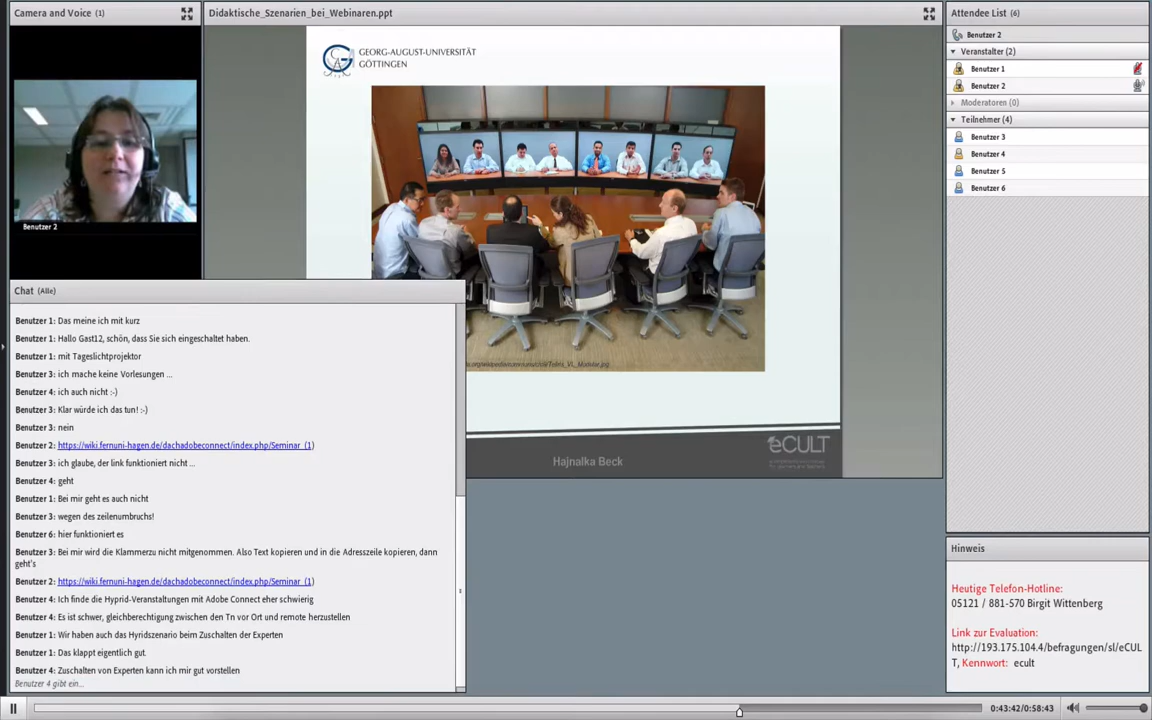 Camera and Voice (1)
Benutzer 2
Didaktische_Szenarien_bei_Webinaren.ppt
GEORG-AUGUST-UNIVERSITÄT
GÖTTINGEN
Hajnalka Beck
eCULT
Chat (Alle)
Benutzer 1: Das meine ich mit kurz
Benutzer 1: Hallo Gast12, schön, dass Sie sich eingeschaltet haben.
Benutzer 1: mit Tageslichtprojektor
Benutzer 3: ich mache keine Vorlesungen ...
Benutzer 4: ich auch nicht :-)
Benutzer 3: Klar würde ich das tun! :-)
Benutzer 3: nein
Benutzer 2: https://wiki.fernuni-hagen.de/dachadobeconnect/index.php/Seminar_(1)
Benutzer 3: ich glaube, der link funktioniert nicht ...
Benutzer 4: geht
Benutzer 1: Bei mir geht es auch nicht
Benutzer 3: wegen des zeilenumbruchs!
Benutzer 6: hier funktioniert es
Benutzer 3: Bei mir wird die Klammerzu nicht mitgenommen. Also Text kopieren und in die Adresszeile kopieren, dann
geht's
Benutzer 2: https://wiki.fernuni-hagen.de/dachadobeconnect/index.php/Seminar_(1)
Benutzer 4: Ich finde die Hyprid-Veranstaltungen mit Adobe Connect eher schwierig
Benutzer 4: Es ist schwer, gleichberechtigung zwischen den Tn vor Ort und remote herzustellen
Benutzer 1: Wir haben auch das Hyridszenario beim Zuschalten der Experten
Benutzer 1: Das klappt eigentlich gut.
Benutzer 4: Zuschalten von Experten kann ich mir gut vorstellen
Benutzer 4 gibt ein...
Attendee List (6)
Benutzer 2
Veranstalter (2)
Benutzer 1
Benutzer 2
Moderatoren (0)
Teilnehmer (4)
Benutzer 3
Benutzer 4
Benutzer 5
Benutzer 6
Hinweis
Heutige Telefon-Hotline:
05121 / 881-570 Birgit Wittenberg
Link zur Evaluation:
http://193.175.104.4/befragungen/sl/eCUL
T, Kennwort: ecult
0:43:42/0:58:43